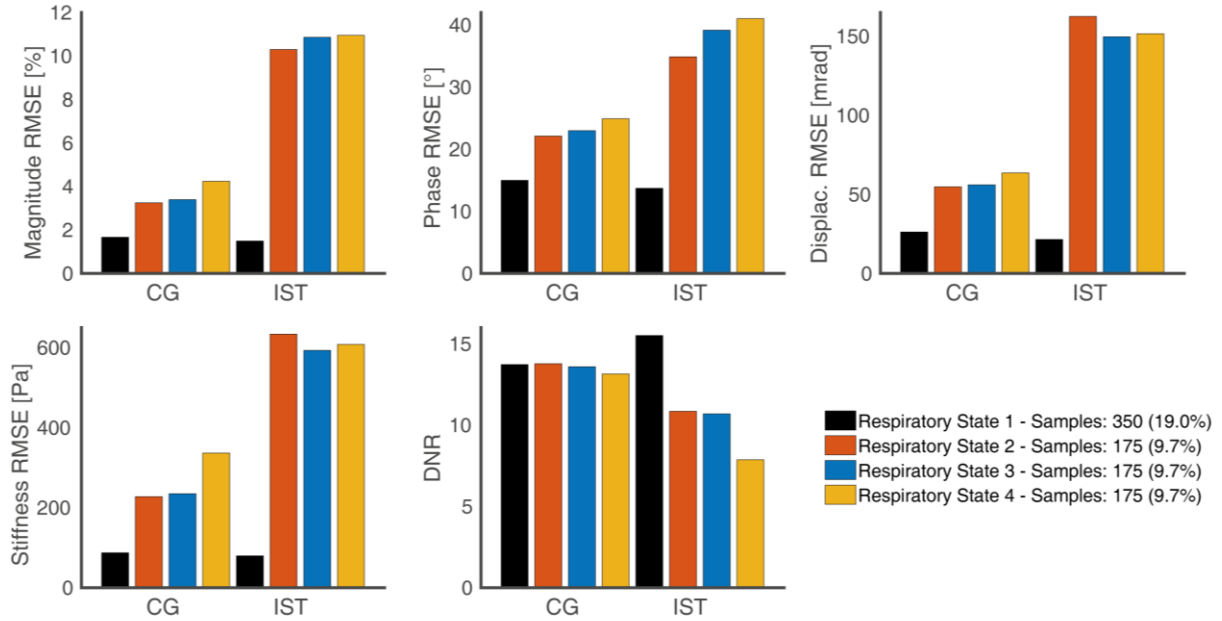 Magnitude RMSE [%]
12
10
8
6
4
2
0
CG IST
Phase RMSE [°]
40
30
20
10
0
CG IST
Displac. RMSE [mrad]
150
100
50
0
CG IST
Stiffness RMSE [Pa]
600
400
200
0
CG IST
DNR
15
10
5
0
CG IST
Respiratory State 1 - Samples: 350 (19.0%)
Respiratory State 2 - Samples: 175 (9.7%)
Respiratory State 3 - Samples: 175 (9.7%)
Respiratory State 4 - Samples: 175 (9.7%)